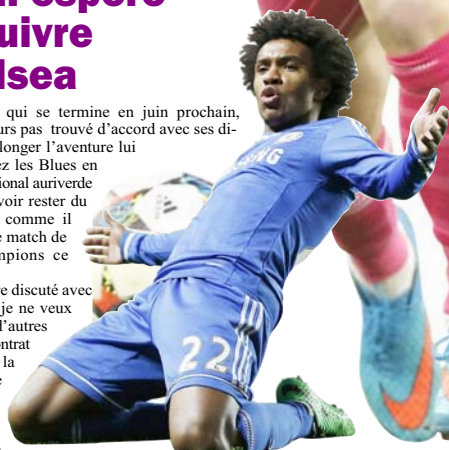 uivre
lsea
qui se termine en juin prochain,
urs pas trouvé d'accord avec ses di-
longer l'aventure lui
ez les Blues en
ional auriverde
voir rester du
comme il
e match de
mpions ce
re discuté avec
je ne veux
d'autres
ntrat
la
22